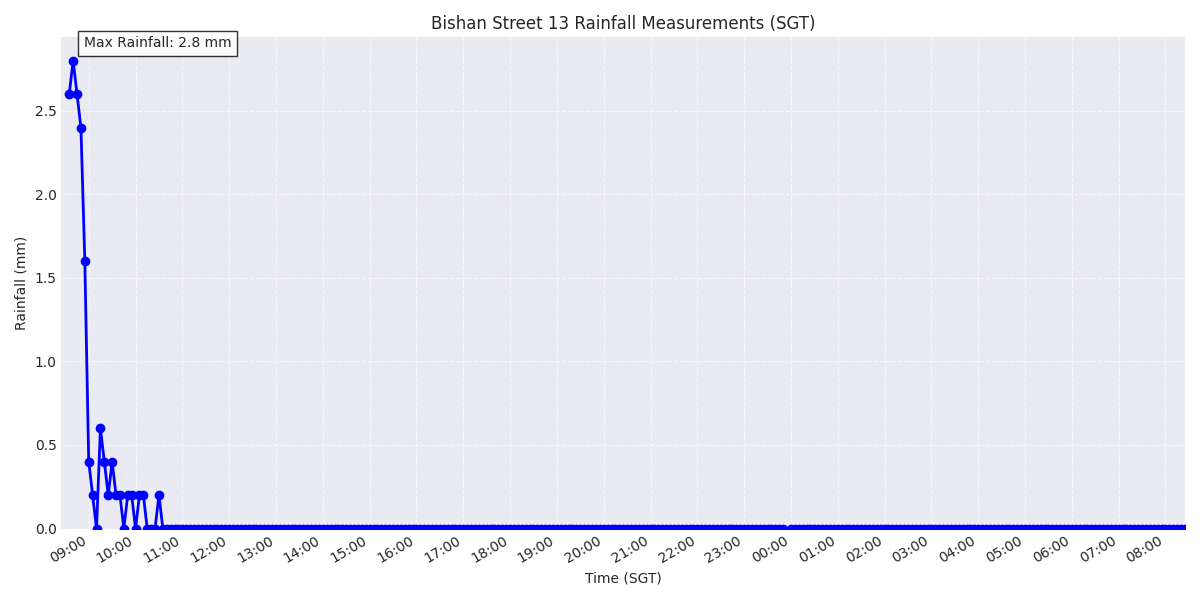 Bishan Street 13 Rainfall Measurements (SGT)
Max Rainfall: 2.8 mm
Rainfall (mm)
2.5
2.0
1.5
1.0
0.5
0.0
09:00 10:00 11:00 12:00 13:00 14:00 15:00 16:00 17:00 18:00 19:00 20:00 21:00 22:00 23:00 00:00 01:00 02:00 03:00 04:00 05:00 06:00 07:00 08:00
Time (SGT)